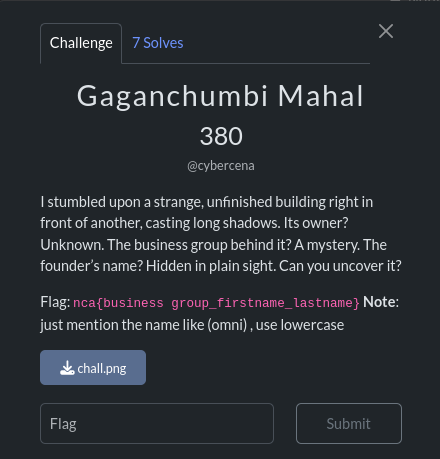 Challenge
7 Solves
Gaganchumbi Mahal
380
@cybercena
I stumbled upon a strange, unfinished building right in
front of another, casting long shadows. Its owner?
Unknown. The business group behind it? A mystery. The
founder's name? Hidden in plain sight. Can you uncover it?
Flag: nca{business group_firstname_lastname} Note:
just mention the name like (omni) , use lowercase
chall.png
Flag
Submit